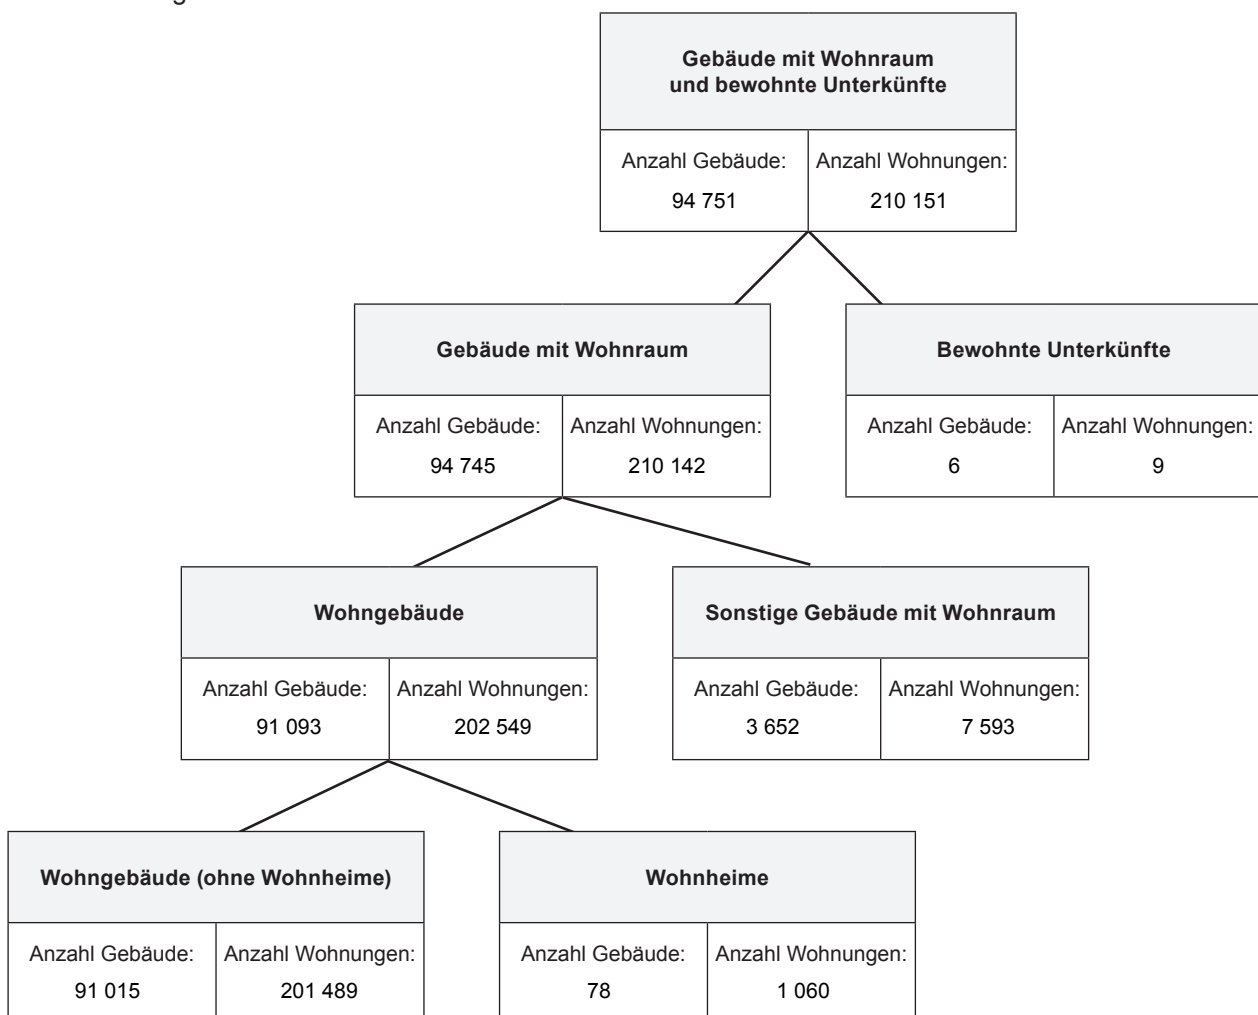 Gebäude mit Wohnraum
und bewohnte Unterkünfte
Anzahl Gebäude: Anzahl Wohnungen:
94 751 210 151
Gebäude mit Wohnraum
Anzahl Gebäude: Anzahl Wohnungen:
94 745 210 142
Bewohnte Unterkünfte
Anzahl Gebäude: Anzahl Wohnungen:
6 9
Wohngebäude
Anzahl Gebäude: Anzahl Wohnungen:
91 093 202 549
Sonstige Gebäude mit Wohnraum
Anzahl Gebäude: Anzahl Wohnungen:
3 652 7 593
Wohngebäude (ohne Wohnheime)
Anzahl Gebäude: Anzahl Wohnungen:
91 015 201 489
Wohnheime
Anzahl Gebäude: Anzahl Wohnungen:
78 1 060